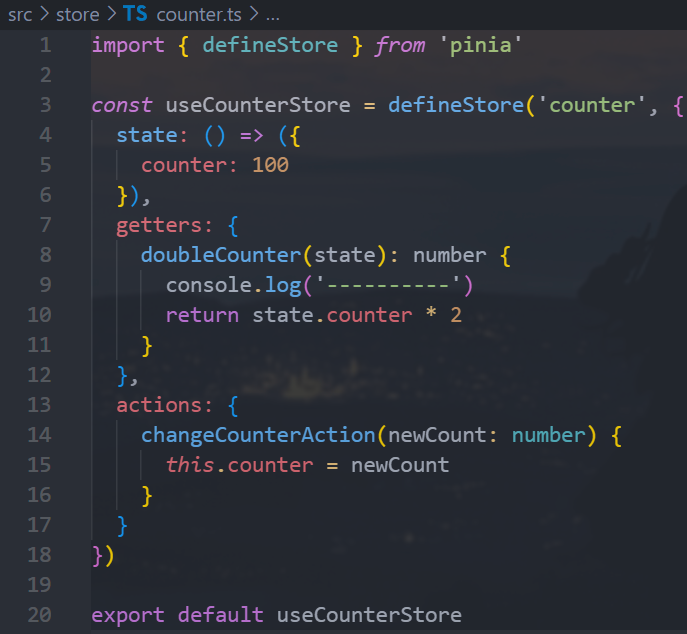 src > store > TS counter.ts > ...
1 import { defineStore } from 'pinia'
2
3 const useCounterStore = defineStore('counter', {
4   state: () => ({
5     counter: 100
6   }),
7   getters: {
8     doubleCounter(state): number {
9       console.log('----------')
10       return state.counter * 2
11     }
12   },
13   actions: {
14     changeCounterAction(newCount: number) {
15       this.counter = newCount
16     }
17   }
18 })
19
20 export default useCounterStore